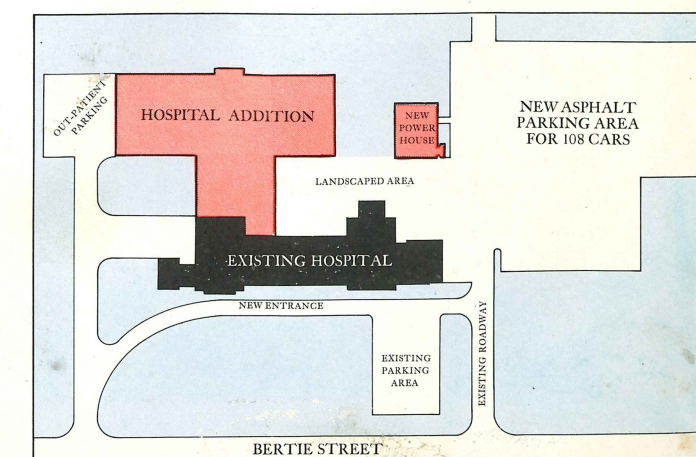 OUT-PATIENT
PARKING
HOSPITAL ADDITION
NEW
POWER
HOUSE
NEW ASPHALT
PARKING AREA
FOR 108 CARS
LANDSCAPED AREA
EXISTING HOSPITAL
NEW ENTRANCE
EXISTING
PARKING
AREA
EXISTING ROADWAY
BERTIE STREET